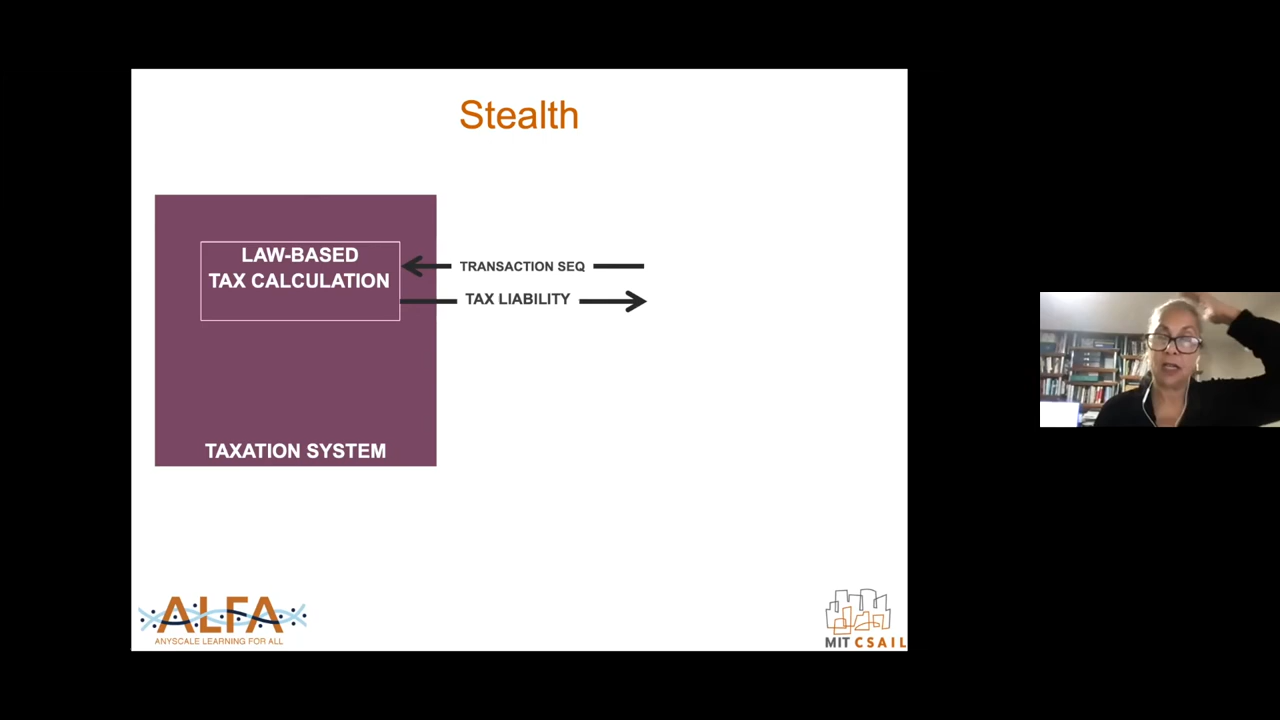 Stealth
LAW-BASED
TAX CALCULATION
TRANSACTION SEQ
TAX LIABILITY
TAXATION SYSTEM
ALFA
ANYSCALE LEARNING FOR ALL
MIT CSAIL